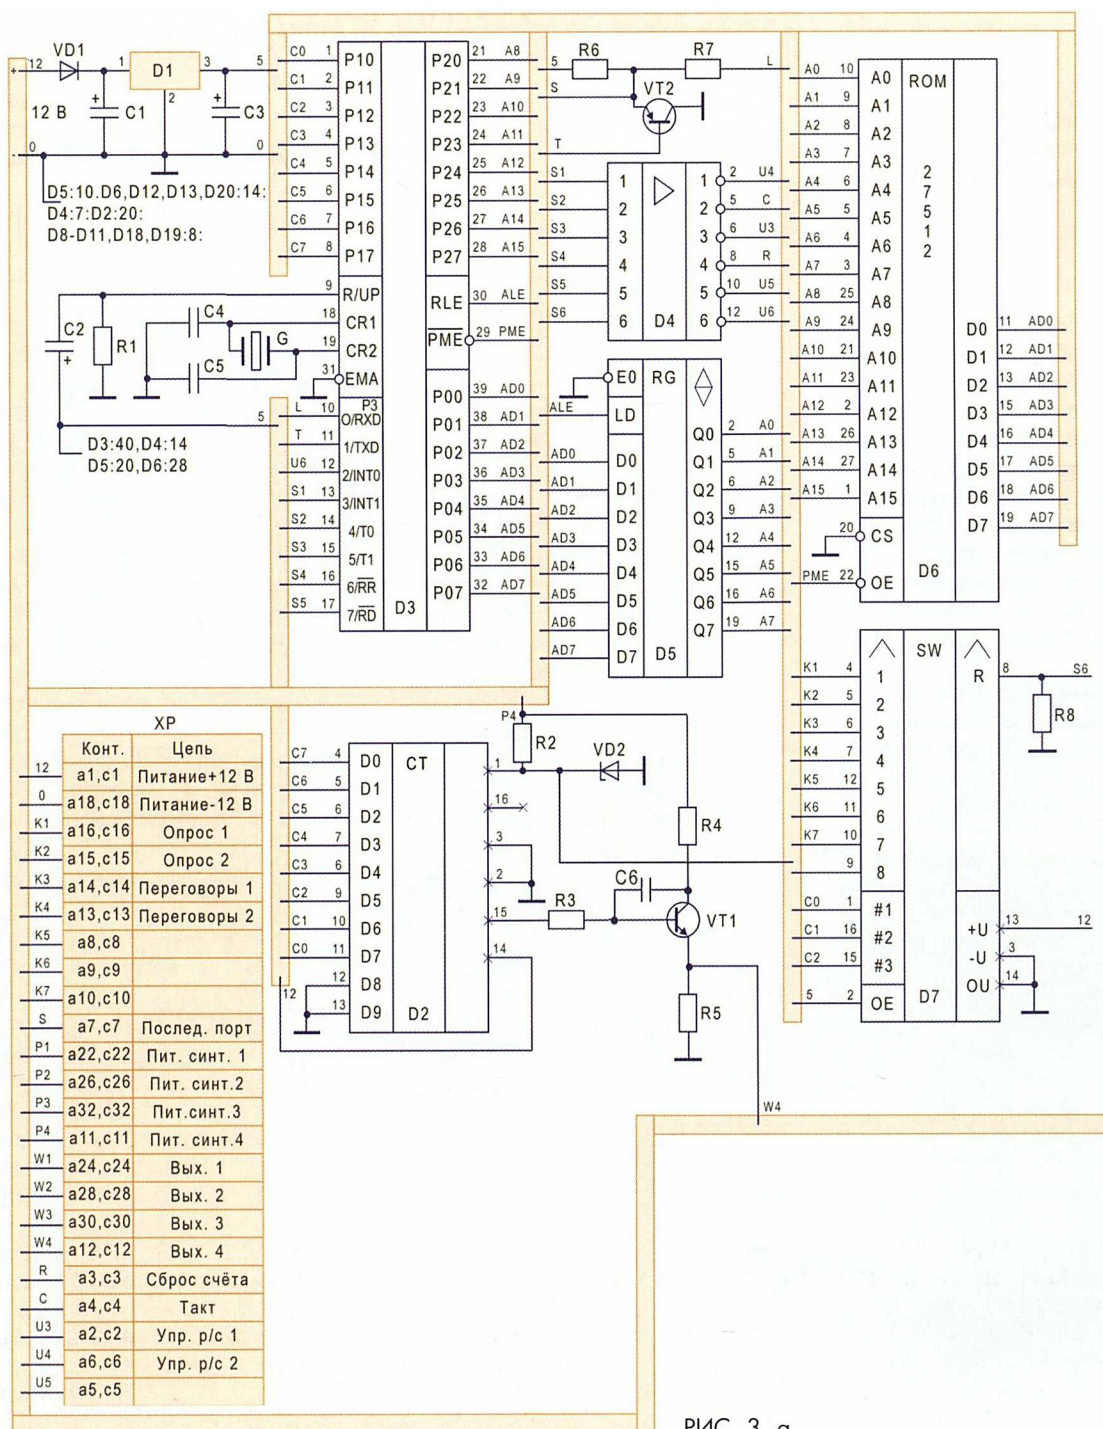 VD1
+ 12
1 D1 3
5
2
12 В
C1
C3
- 0
0
D5:10.D6,D12,D13,D20:14:
D4:7:D2:20:
D8-D11,D18,D19:8:
C2
R1
C4
G
C5
5
D3:40,D4:14
D5:20,D6:28
C0 1 P10
C1 2 P11
C2 3 P12
C3 4 P13
C4 5 P14
C5 6 P15
C6 7 P16
C7 8 P17
9 R/UP
18 CR1
19 CR2
31 EMA
P3
L 10 0/RXD
T 11 1/TXD
U6 12 2/INT0
S1 13 3/INT1
S2 14 4/T0
S3 15 5/T1
S4 16 6/RR
S5 17 7/RD
D3
P20 21 A8
P21 22 A9
P22 23 A10
P23 24 A11
P24 25 A12
P25 26 A13
P26 27 A14
P27 28 A15
RLE 30 ALE
PME 29 PME
P00 39 AD0
P01 38 AD1
P02 37 AD2
P03 36 AD3
P04 35 AD4
P05 34 AD5
P06 33 AD6
P07 32 AD7
5 R6 R7 L
S
VT2
T
S1 1 1 2 U4
S2 2 2 5 C
S3 3 3 6 U3
S4 4 4 8 R
S5 5 5 10 U5
S6 6 D4 6 12 U6
E0 RG
ALE LD
AD0 D0 Q0 2 A0
AD1 D1 Q1 5 A1
AD2 D2 Q2 6 A2
AD3 D3 Q3 9 A3
AD4 D4 Q4 12 A4
AD5 D5 Q5 15 A5
AD6 D6 Q6 16 A6
AD7 D7 D5 Q7 19 A7
ROM
27512
A0 10 A0
A1 9 A1
A2 8 A2
A3 7 A3
A4 6 A4
A5 5 A5
A6 4 A6
A7 3 A7
A8 25 A8
A9 24 A9
A10 21 A10
A11 23 A11
A12 2 A12
A13 26 A13
A14 27 A14
A15 1 A15
20 CS
PME 22 OE
D6
D0 11 AD0
D1 12 AD1
D2 13 AD2
D3 15 AD3
D4 16 AD4
D5 17 AD5
D6 18 AD6
D7 19 AD7
SW
K1 4 1
K2 5 2
K3 6 3
K4 7 4
K5 12 5
K6 11 6
K7 10 7
9 8
C0 1 #1
C1 16 #2
C2 15 #3
5 2 OE
D7
R 8 S6
R8
+U 13 12
-U 3
OU 14
C7 4 D0
C6 5 D1
C5 6 D2
C4 7 D3
C3 6 D4
C2 9 D5
C1 10 D6
C0 11 D7
12 D8
13 D9
12
CT
D2
1
16
3
2
15
14
P4
R2
VD2
R4
C6
R3
VT1
R5
W4
XP
Конт. Цепь
12 a1,c1 Питание+12 В
0 a18,c18 Питание-12 В
K1 a16,c16 Опрос 1
K2 a15,c15 Опрос 2
K3 a14,c14 Переговоры 1
K4 a13,c13 Переговоры 2
K5 a8,c8
K6 a9,c9
K7 a10,c10
S a7,c7 Послед. порт
P1 a22,c22 Пит. синт. 1
P2 a26,c26 Пит. синт.2
P3 a32,c32 Пит.синт.3
P4 a11,c11 Пит. синт.4
W1 a24,c24 Вых. 1
W2 a28,c28 Вых. 2
W3 a30,c30 Вых. 3
W4 a12,c12 Вых. 4
R a3,c3 Сброс счёта
C a4,c4 Такт
U3 a2,c2 Упр. р/с 1
U4 a6,c6 Упр. р/с 2
U5 a5,c5
РИС. 3, а